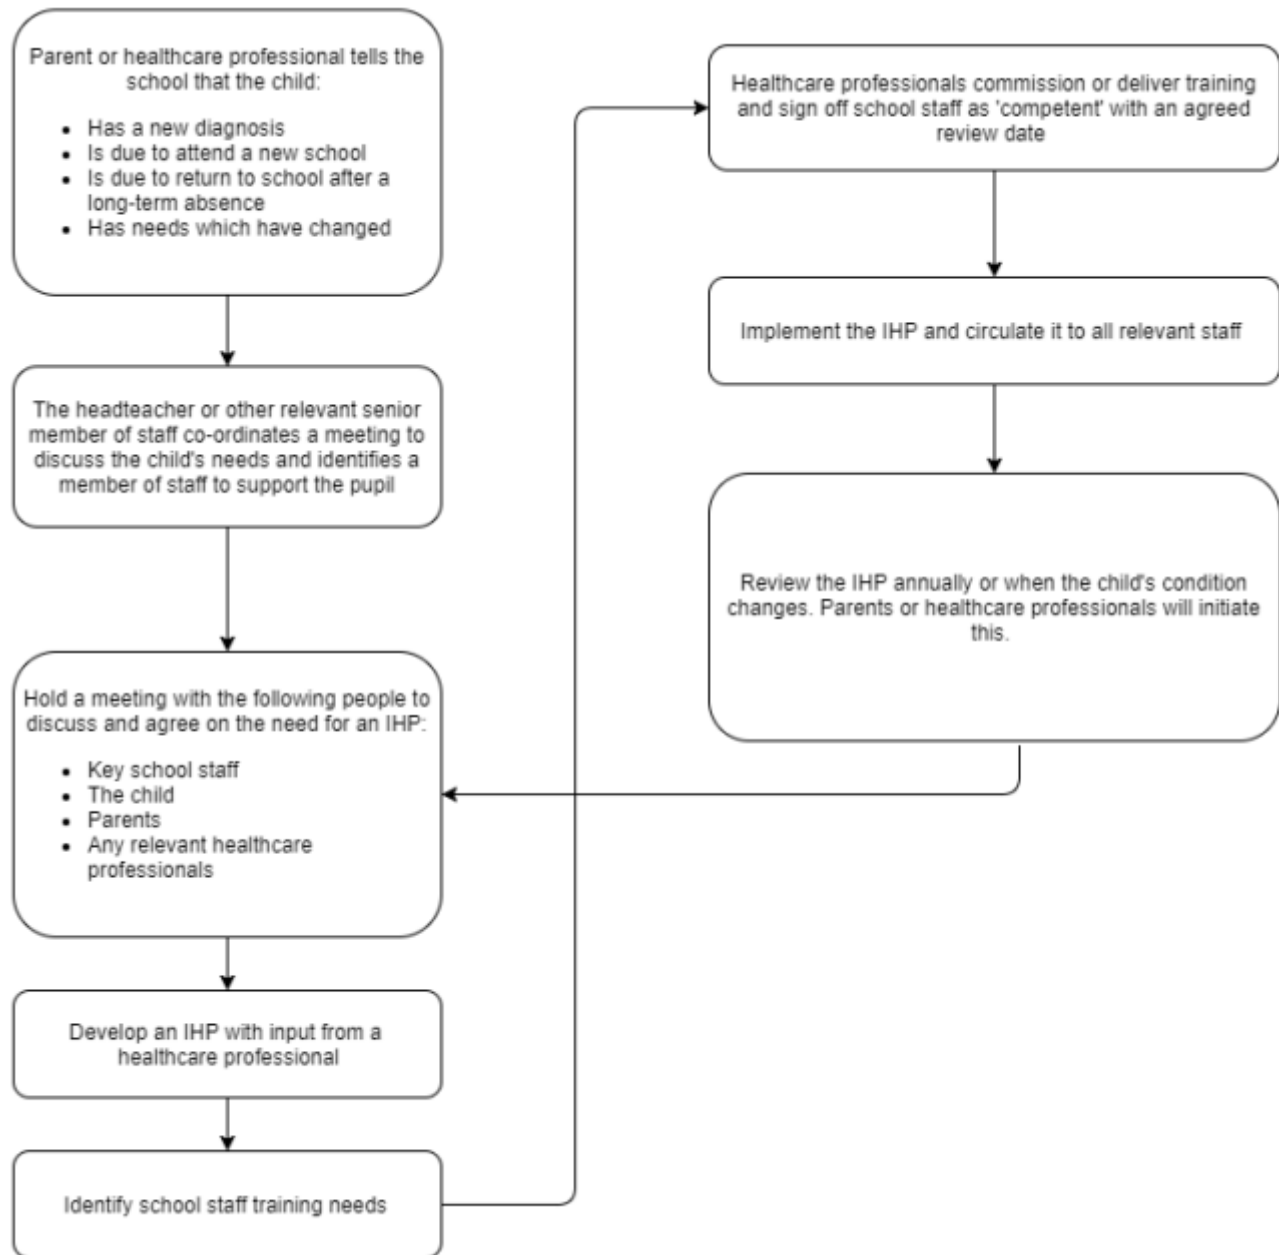 Parent or healthcare professional tells the
school that the child:
• Has a new diagnosis
• Is due to attend a new school
• Is due to return to school after a
long-term absence
• Has needs which have changed
The headteacher or other relevant senior
member of staff co-ordinates a meeting to
discuss the child's needs and identifies a
member of staff to support the pupil
Hold a meeting with the following people to
discuss and agree on the need for an IHP:
• Key school staff
• The child
• Parents
• Any relevant healthcare
professionals
Develop an IHP with input from a
healthcare professional
Identify school staff training needs
Healthcare professionals commission or deliver training
and sign off school staff as 'competent' with an agreed
review date
Implement the IHP and circulate it to all relevant staff
Review the IHP annually or when the child's condition
changes. Parents or healthcare professionals will initiate
this.